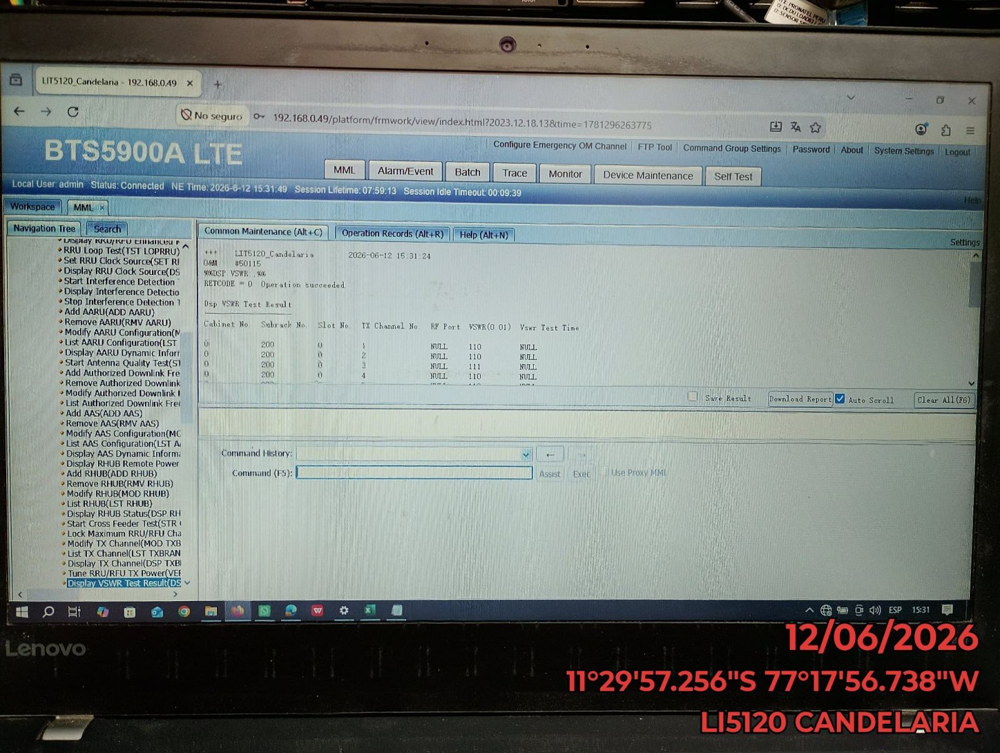 TI. PRONATEL PERU
O: DCDU LOAD03
LIT5120_Candelaria - 192.168.0.49
No seguro
192.168.0.49/platform/frmwork/view/index.html?2023.12.18.13&time=1781296263775
BTS5900A LTE
Configure Emergency OM Channel | FTP Tool | Command Group Settings | Password | About | System Settings | Logout
MML Alarm/Event Batch Trace Monitor Device Maintenance Self Test
Local User: admin Status: Connected NE Time: 2026-6-12 15:31:49 Session Lifetime: 07:59:13 Session Idle Timeout: 00:09:39
Help
Workspace MML
Navigation Tree Search
Display RRU/RFU Enhanced
RRU Loop Test(TST LOPRRU)
Set RRU Clock Source(SET RI
Display RRU Clock Source(DS
Start Interference Detection
Display Interference Detectio
Stop Interference Detection
Add AARU(ADD AARU)
Remove AARU(RMV AARU)
Modify AARU Configuration(M
List AARU Configuration(LST
Display AARU Dynamic Inforr
Start Antenna Quality Test(ST
Add Authorized Downlink Fre
Remove Authorized Downlink
Modify Authorized Downlink
List Authorized Downlink Fre
Add AAS(ADD AAS)
Remove AAS(RMV AAS)
Modify AAS Configuration(MC
List AAS Configuration(LST A
Display AAS Dynamic Inform
Display RHUB Remote Power
Add RHUB(ADD RHUB)
Remove RHUB(RMV RHUB)
Modify RHUB(MOD RHUB)
List RHUB(LST RHUB)
Display RHUB Status(DSP RH
Start Cross Feeder Test(STR
Lock Maximum RRU/RFU Cha
Modify TX Channel(MOD TXB
List TX Channel(LST TXBRAN
Display TX Channel(DSP TXB
Tune RRU/RFU TX Power(VEF
Display VSWR Test Result(DS
Common Maintenance (Alt+C) Operation Records (Alt+R) Help (Alt+N)
Settings
+++ LIT5120_Candelaria 2026-06-12 15:31:24
O&M #50115
%%DSP VSWR:;%%
RETCODE = 0 Operation succeeded.
Dsp VSWR Test Result
Cabinet No. Subrack No. Slot No. TX Channel No. RF Port VSWR(0.01) Vswr Test Time
0 200 0 1 NULL 110 NULL
0 200 0 2 NULL 110 NULL
0 200 0 3 NULL 111 NULL
0 200 0 4 NULL 110 NULL
Save Result Download Report Auto Scroll Clear All(F6)
Command History:
Command (F5): Assist Exec Use Proxy MML
ESP 15:31
Lenovo
12/06/2026
11°29'57.256"S 77°17'56.738"W
LI5120 CANDELARIA